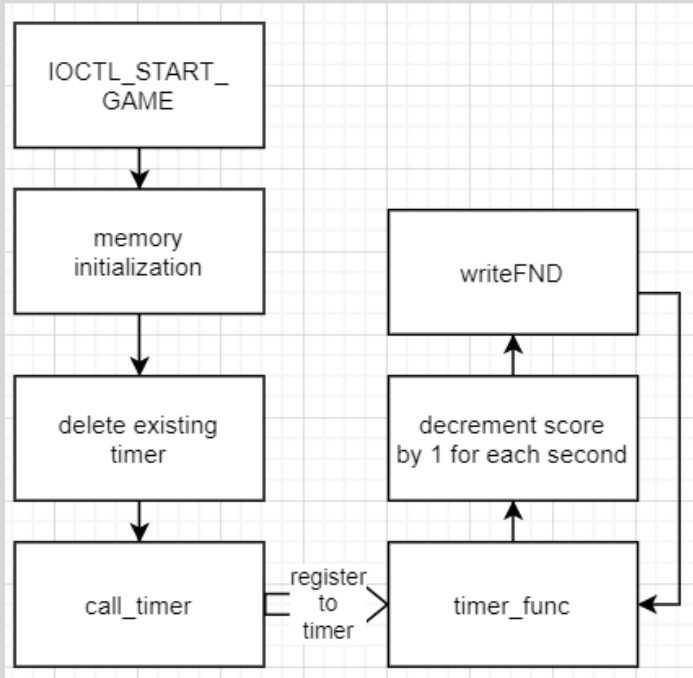 IOCTL_START_
GAME
memory
initialization
delete existing
timer
call_timer
register
to
timer
timer_func
decrement score
by 1 for each second
writeFND